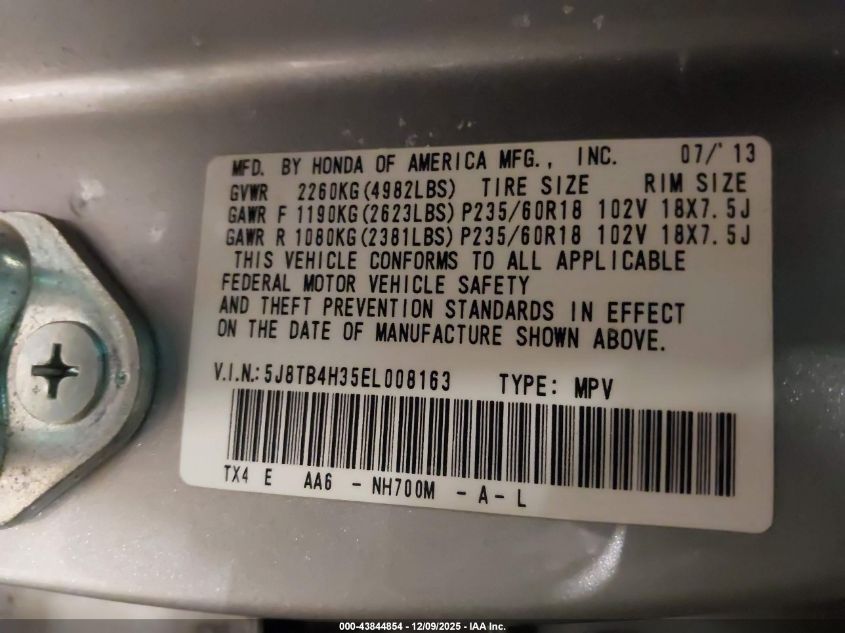 MFD. BY HONDA OF AMERICA MFG., INC. 07/'13
GVWR 2260KG(4982LBS) TIRE SIZE RIM SIZE
GAWR F 1190KG(2623LBS) P235/60R18 102V 18X7.5J
GAWR R 1080KG(2381LBS) P235/60R18 102V 18X7.5J
THIS VEHICLE CONFORMS TO ALL APPLICABLE
FEDERAL MOTOR VEHICLE SAFETY
AND THEFT PREVENTION STANDARDS IN EFFECT
ON THE DATE OF MANUFACTURE SHOWN ABOVE.
V.I.N.: 5J8TB4H35EL008163 TYPE: MPV
TX4 E AA6 - NH700M - A - L
000-43844854 - 12/09/2025 - IAA Inc.